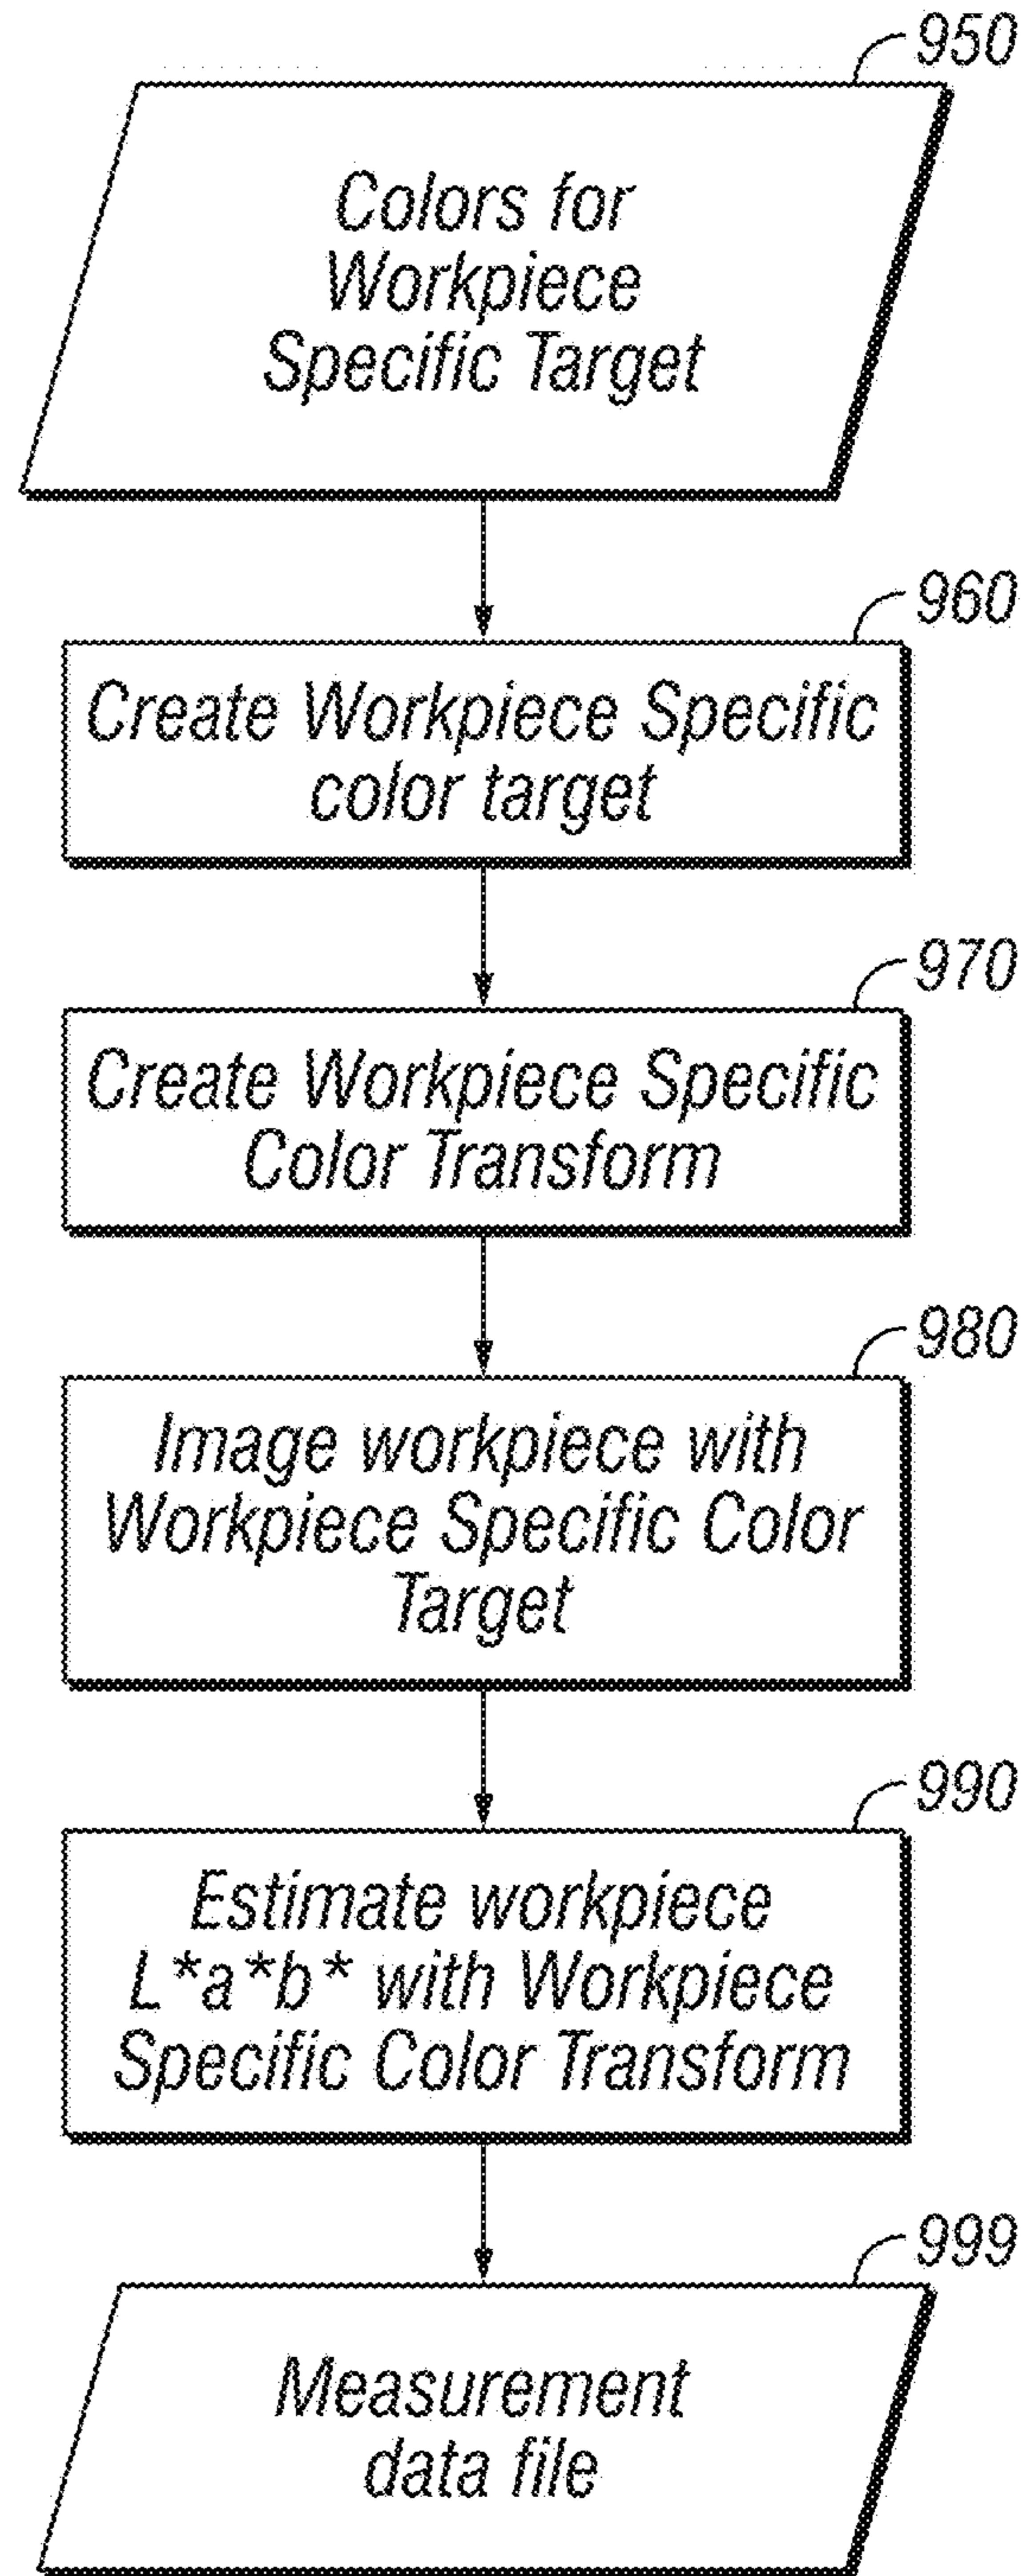 950
Colors for
Workpiece
Specific Target
960
Create Workpiece Specific
color target
970
Create Workpiece Specific
Color Transform
980
Image workpiece with
Workpiece Specific Color
Target
990
Estimate workpiece
L*a*b* with Workpiece
Specific Color Transform
999
Measurement
data file